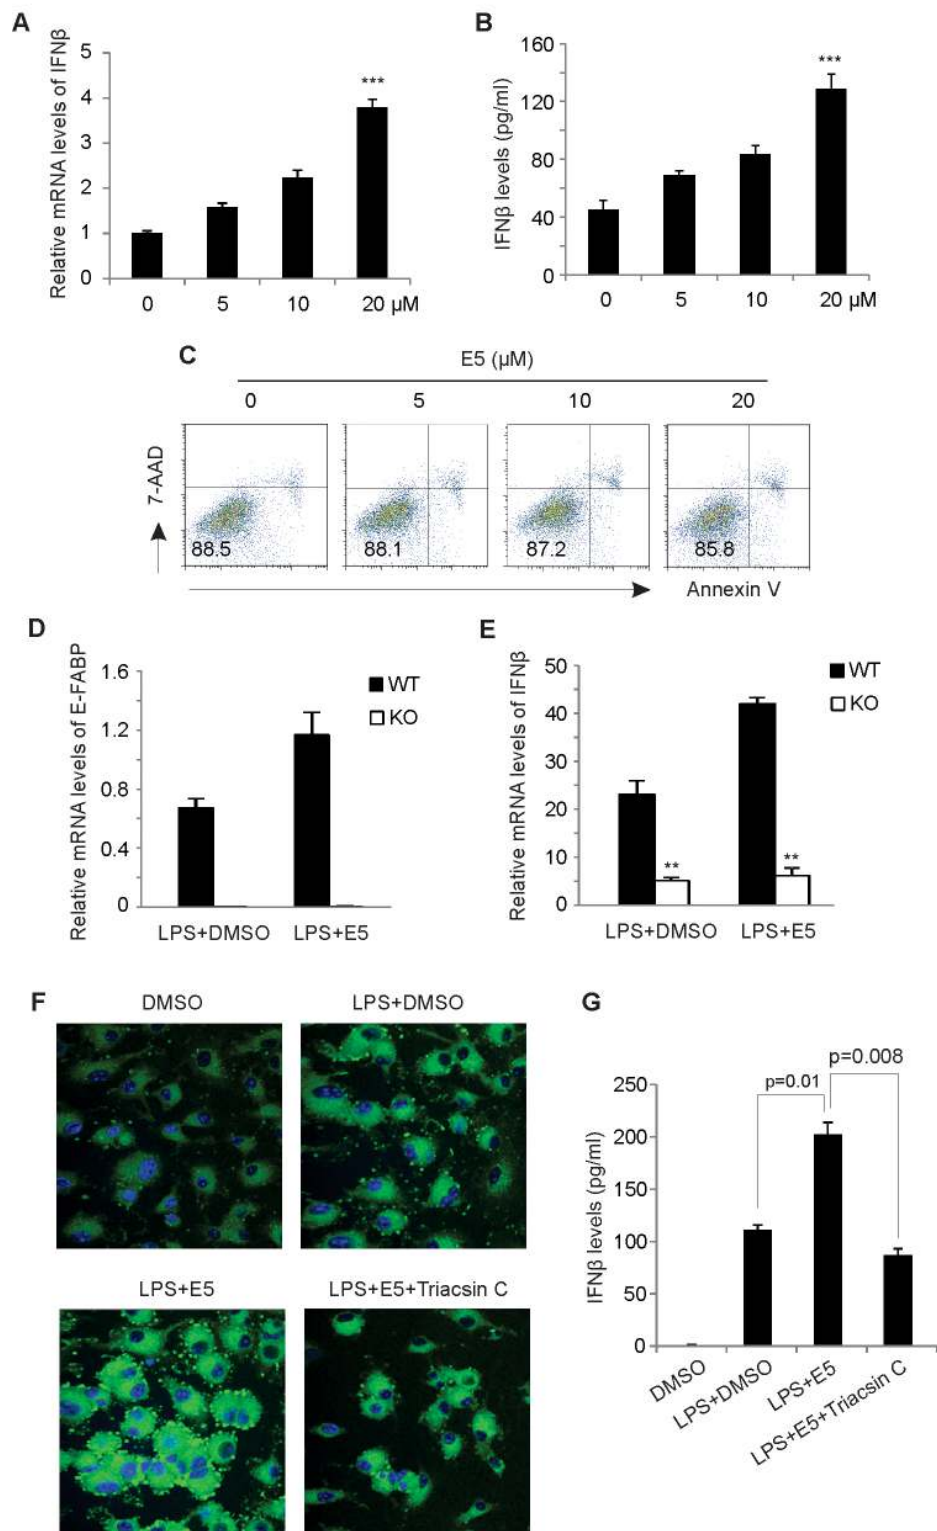 A
Relative mRNA levels of IFNβ
5
4
3
2
1
0
***
0 5 10 20 µM
B
IFNβ levels (pg/ml)
160
120
80
40
0
***
0 5 10 20 µM
C
E5 (µM)
0 5 10 20
7-AAD
88.5 88.1 87.2 85.8
Annexin V
D
Relative mRNA levels of E-FABP
1.6
1.2
0.8
0.4
0
WT
KO
LPS+DMSO LPS+E5
E
Relative mRNA levels of IFNβ
50
40
30
20
10
5
0
WT
KO
**
**
LPS+DMSO LPS+E5
F
DMSO LPS+DMSO
LPS+E5 LPS+E5+Triacsin C
G
IFNβ levels (pg/ml)
250
200
150
100
50
0
p=0.01
p=0.008
DMSO
LPS+DMSO
LPS+E5
LPS+E5+Triacsin C